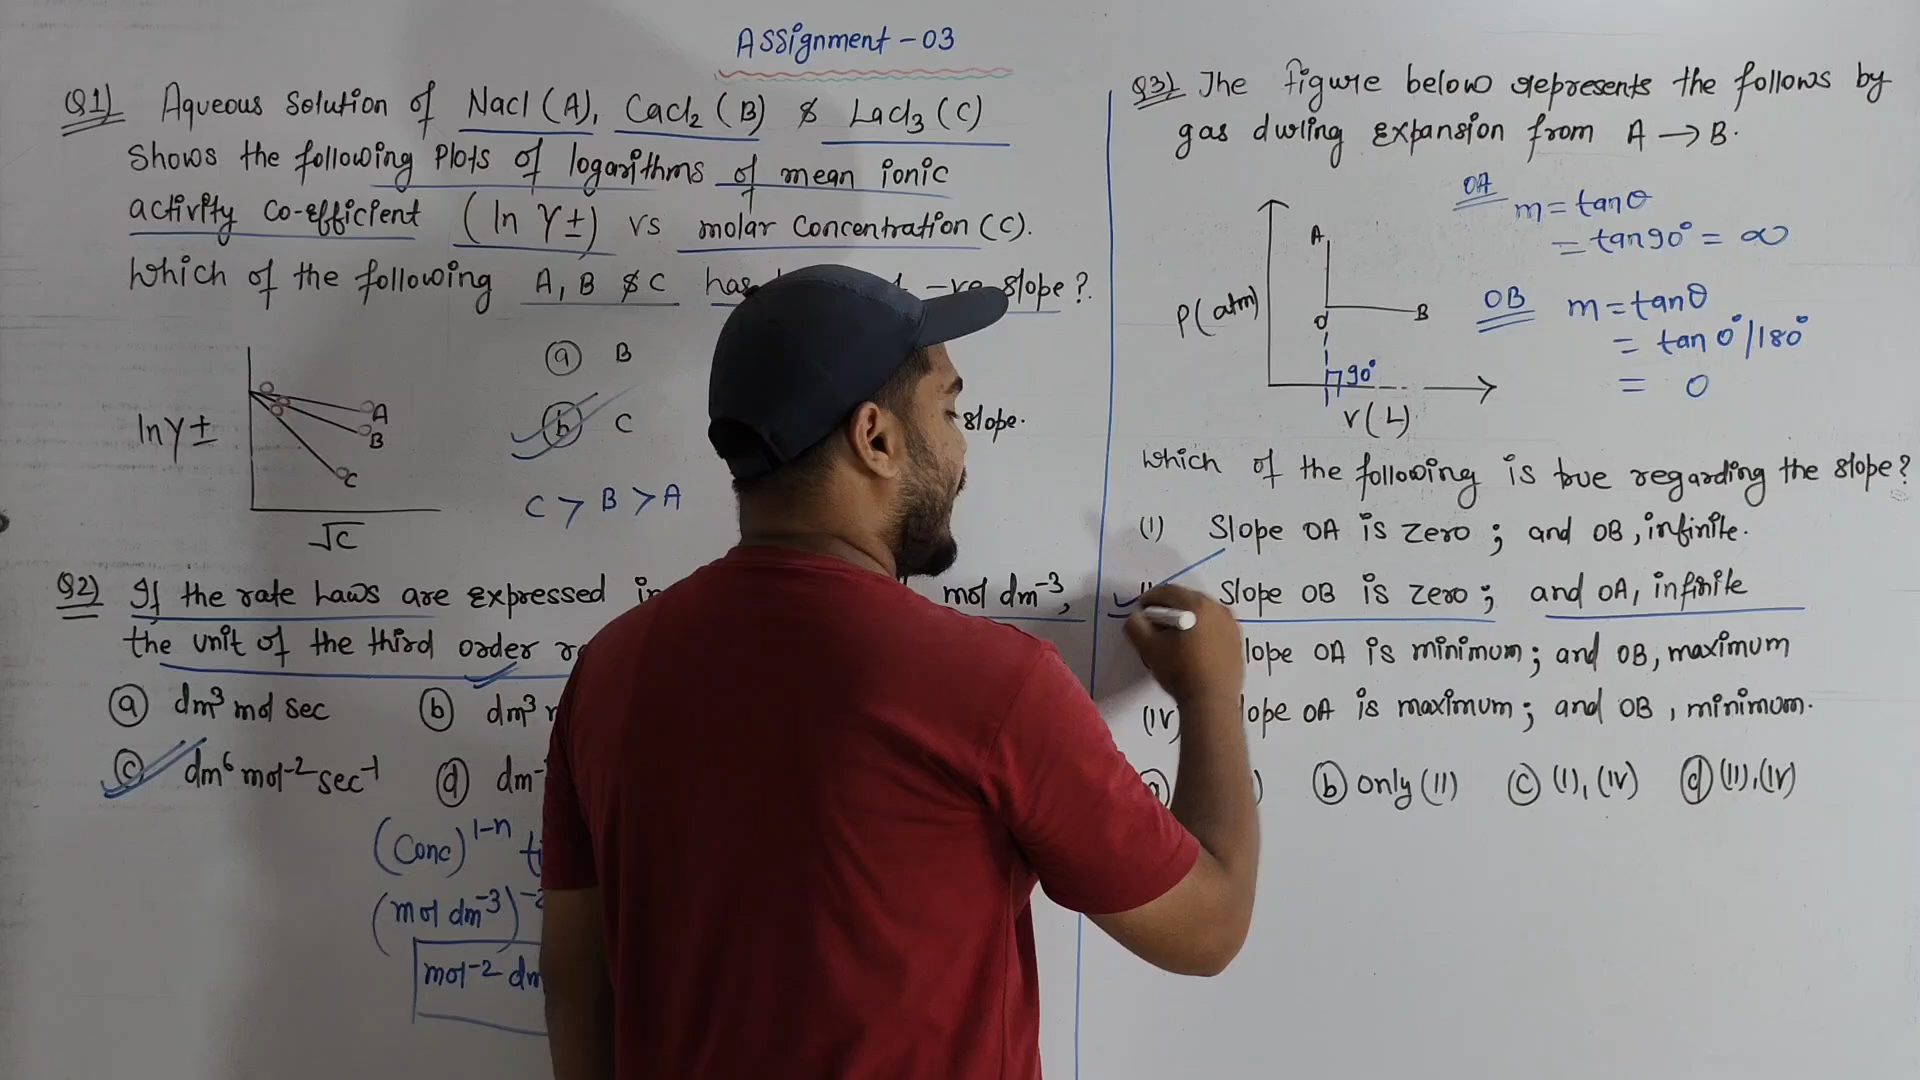 Assignment - 03
Q1) Aqueous Solution of Nacl (A), Cacl2 (B) & Lacl3 (C)
Shows the following Plots of logarithms of mean ionic
activity Co-efficient (ln γ±) vs molar Concentration (C).
Which of the following A, B & C has -ve slope?
ln γ±
A
B
C
√C
(a) B
(b) C
slope.
C > B > A
Q2) If the rate Laws are expressed in mol dm⁻³,
the unit of the third order
(a) dm³ mol sec
(b) dm³
(c) dm⁶ mol⁻² sec⁻¹
(d) dm⁻
(Conc)¹⁻ⁿ
(mol dm⁻³)⁻²
mol⁻²
Q3) The figure below represents the follows by
gas during expansion from A → B.
P(atm)
A
O
B
90°
V(L)
OA m = tanθ
= tan90° = ∞
OB m = tanθ
= tan 0°/180°
= 0
Which of the following is true regarding the slope?
(I) Slope OA is zero ; and OB, infinite.
Slope OB is zero ; and OA, infinite
lope OA is minimum ; and OB, maximum
(IV) lope OA is maximum ; and OB, minimum.
(b) only (II) (c) (I), (IV) (d) (II), (IV)